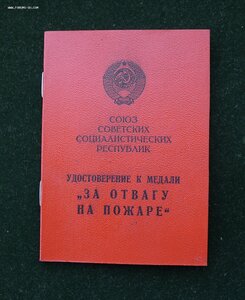 СОЮЗ
СОВЕТСКИХ
СОЦИАЛИСТИЧЕСКИХ
РЕСПУБЛИК
УДОСТОВЕРЕНИЕ К МЕДАЛИ
„ЗА ОТВАГУ
НА ПОЖАРЕ“